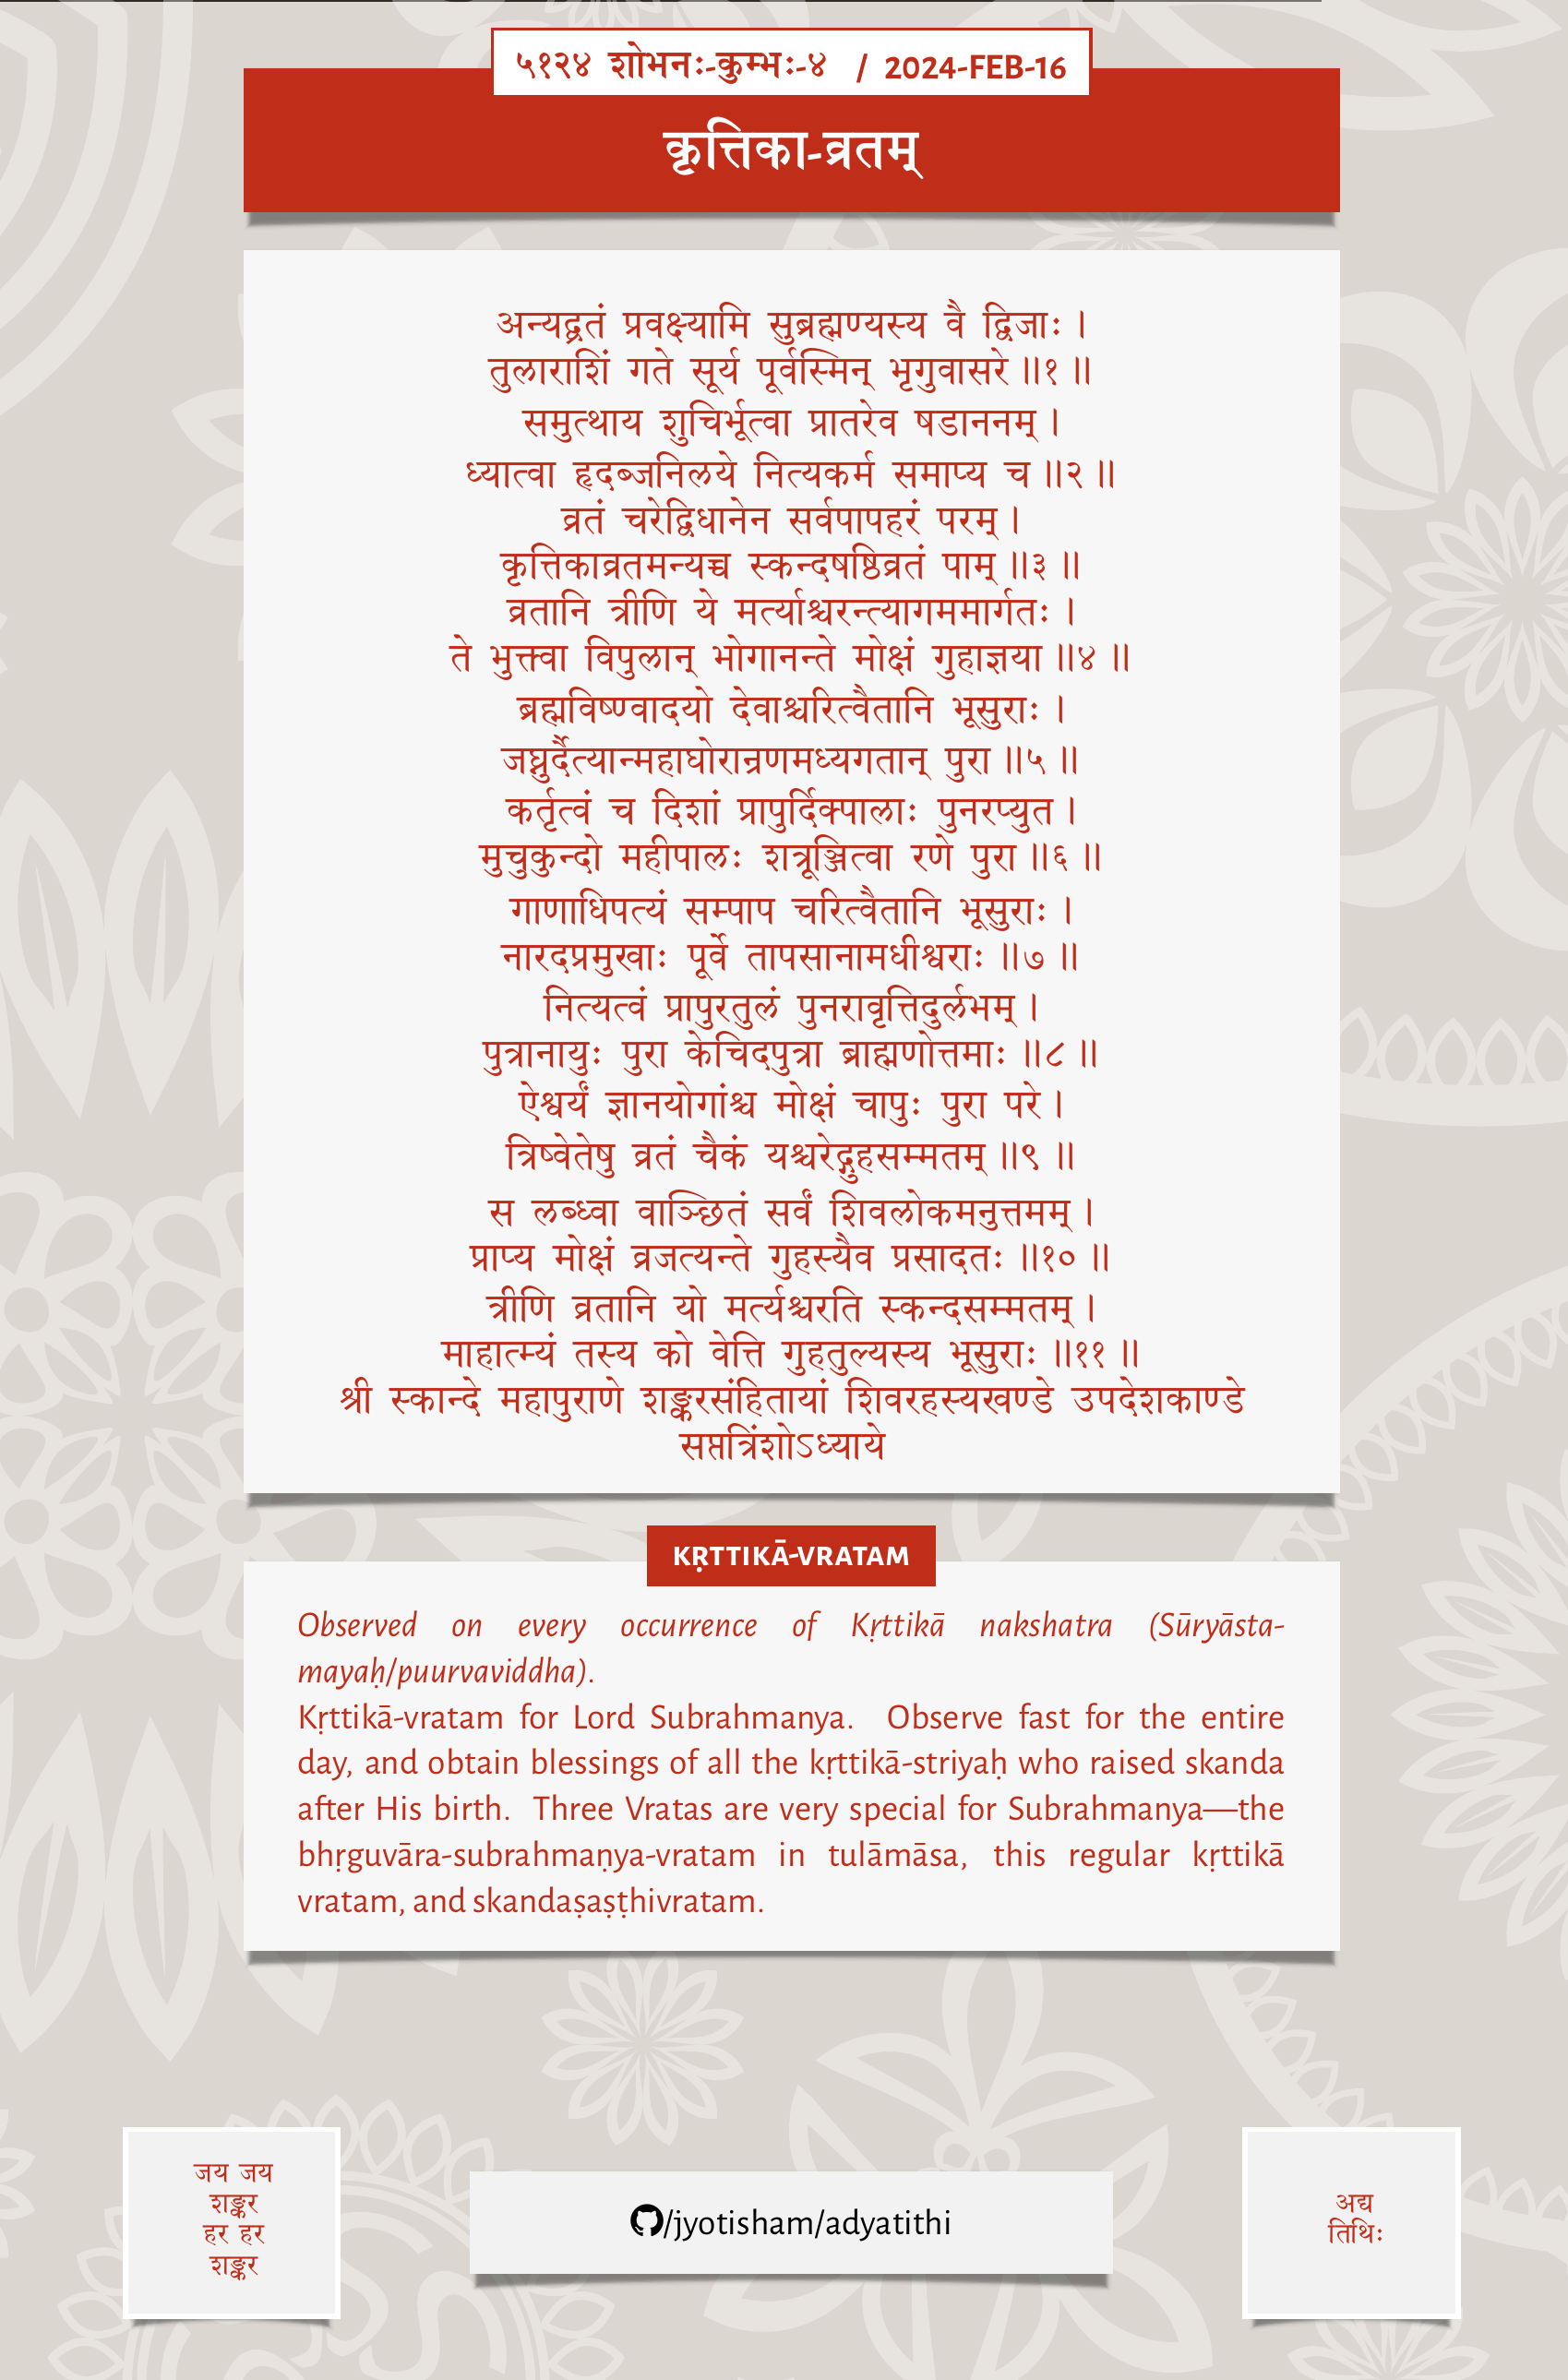 ५१२४ शोभनः-कुम्भः-४ / 2024-FEB-16
कृत्तिका-व्रतम्
अन्यद्व्रतं प्रवक्ष्यामि सुब्रह्मण्यस्य वै द्विजाः ।
तुलाराशिं गते सूर्य पूर्वस्मिन् भृगुवासरे ॥१ ॥
समुत्थाय शुचिर्भूत्वा प्रातरेव षडाननम् ।
ध्यात्वा हृदब्जनिलये नित्यकर्म समाप्य च ॥२ ॥
व्रतं चरेद्विधानेन सर्वपापहरं परम् ।
कृत्तिकाव्रतमन्यच्च स्कन्दषष्ठिव्रतं पाम् ॥३ ॥
व्रतानि त्रीणि ये मर्त्याश्चरन्त्यागममार्गतः ।
ते भुक्त्वा विपुलान् भोगानन्ते मोक्षं गुहाज्ञया ॥४ ॥
ब्रह्मविष्ण्वादयो देवाश्चरित्वैतानि भूसुराः ।
जघ्नुर्दैत्यान्महाघोरान्रणमध्यगतान् पुरा ॥५ ॥
कर्तृत्वं च दिशां प्रापुर्दिक्पालाः पुनरप्युत ।
मुचुकुन्दो महीपालः शत्रूञ्जित्वा रणे पुरा ॥६ ॥
गाणाधिपत्यं सम्पाप चरित्वैतानि भूसुराः ।
नारदप्रमुखाः पूर्वे तापसानामधीश्वराः ॥७ ॥
नित्यत्वं प्रापुरतुलं पुनरावृत्तिदुर्लभम् ।
पुत्रानायुः पुरा केचिदपुत्रा ब्राह्मणोत्तमाः ॥८ ॥
ऐश्वर्यं ज्ञानयोगांश्च मोक्षं चापुः पुरा परे ।
त्रिष्वेतेषु व्रतं चैकं यश्चरेद्गुहसम्मतम् ॥९ ॥
स लब्ध्वा वाञ्छितं सर्वं शिवलोकमनुत्तमम् ।
प्राप्य मोक्षं व्रजत्यन्ते गुहस्यैव प्रसादतः ॥१० ॥
त्रीणि व्रतानि यो मर्त्यश्चरति स्कन्दसम्मतम् ।
माहात्म्यं तस्य को वेत्ति गुहतुल्यस्य भूसुराः ॥११ ॥
श्री स्कान्दे महापुराणे शङ्करसंहितायां शिवरहस्यखण्डे उपदेशकाण्डे
सप्तत्रिंशोऽध्याये
KṚTTIKĀ-VRATAM
Observed on every occurrence of Kṛttikā nakshatra (Sūryāsta-
mayaḥ/puurvaviddha).
Kṛttikā-vratam for Lord Subrahmanya. Observe fast for the entire
day, and obtain blessings of all the kṛttikā-striyaḥ who raised skanda
after His birth. Three Vratas are very special for Subrahmanya—the
bhṛguvāra-subrahmaṇya-vratam in tulāmāsa, this regular kṛttikā
vratam, and skandaṣaṣṭhivratam.
जय जय
शङ्कर
हर हर
शङ्कर
/jyotisham/adyatithi
अद्य
तिथिः